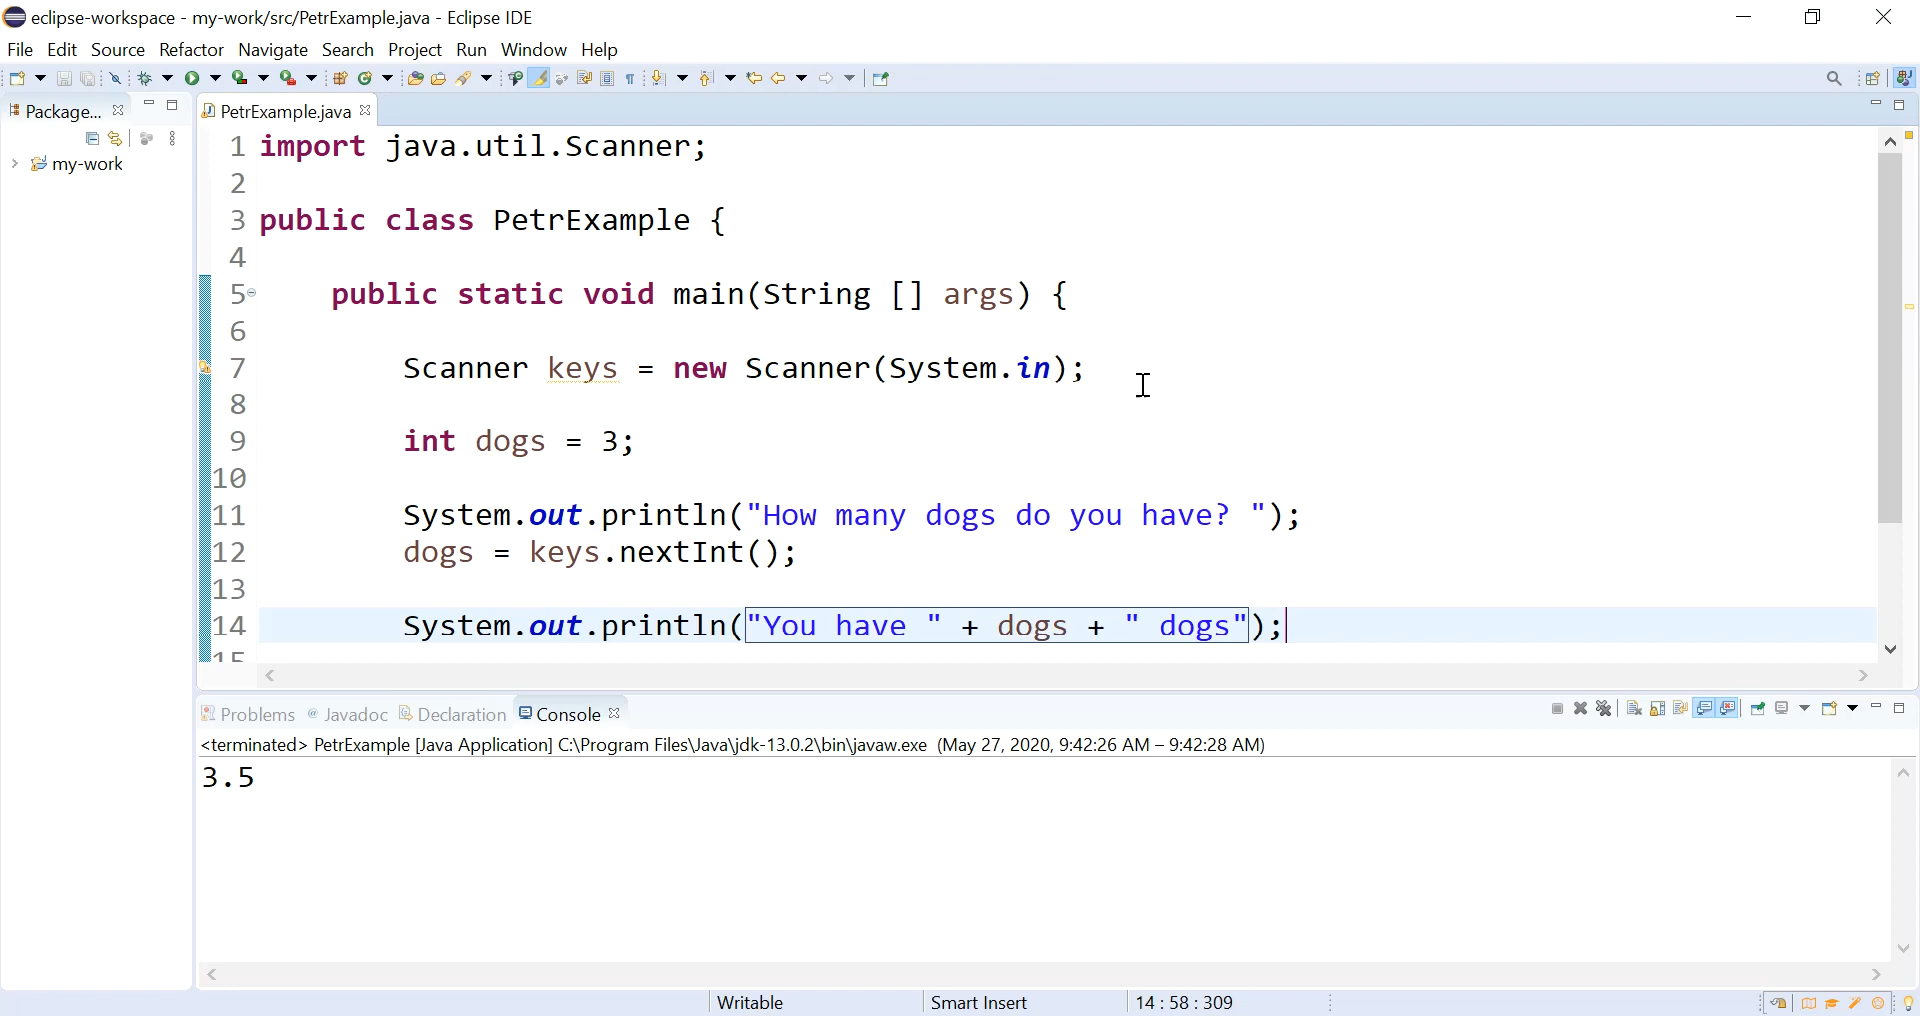 eclipse-workspace - my-work/src/PetrExample.java - Eclipse IDE
File Edit Source Refactor Navigate Search Project Run Window Help
Package...
PetrExample.java
my-work
1 import java.util.Scanner;
2
3 public class PetrExample {
4
5 public static void main(String [] args) {
6
7 Scanner keys = new Scanner(System.in);
8
9 int dogs = 3;
10
11 System.out.println("How many dogs do you have? ");
12 dogs = keys.nextInt();
13
14 System.out.println("You have " + dogs + " dogs");
15
Problems @ Javadoc Declaration Console
<terminated> PetrExample [Java Application] C:\Program Files\Java\jdk-13.0.2\bin\javaw.exe (May 27, 2020, 9:42:26 AM – 9:42:28 AM)
3.5
Writable Smart Insert 14 : 58 : 309